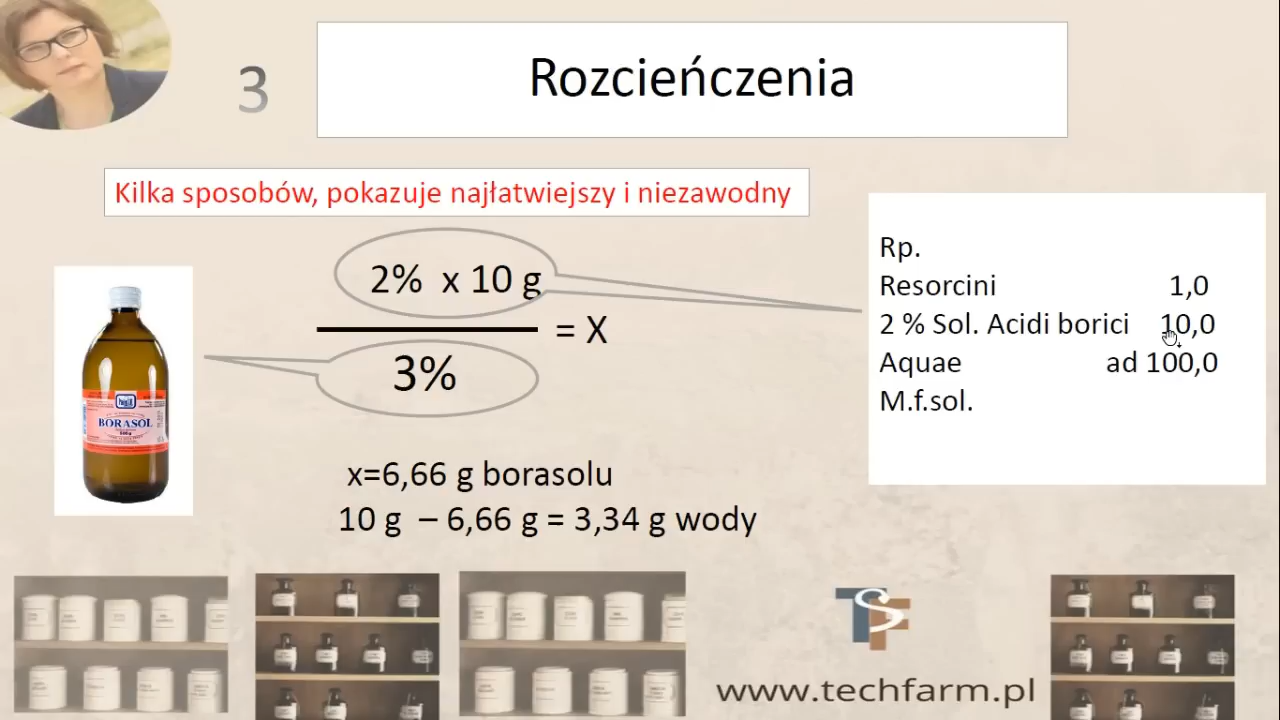 3
Rozcieńczenia
Kilka sposobów, pokazuje najłatwiejszy i niezawodny
2% x 10 g
= X
3%
x=6,66 g borasolu
10 g – 6,66 g = 3,34 g wody
Rp.
Resorcini 1,0
2 % Sol. Acidi borici 10,0
Aquae ad 100,0
M.f.sol.
BORASOL
TSF
www.techfarm.pl